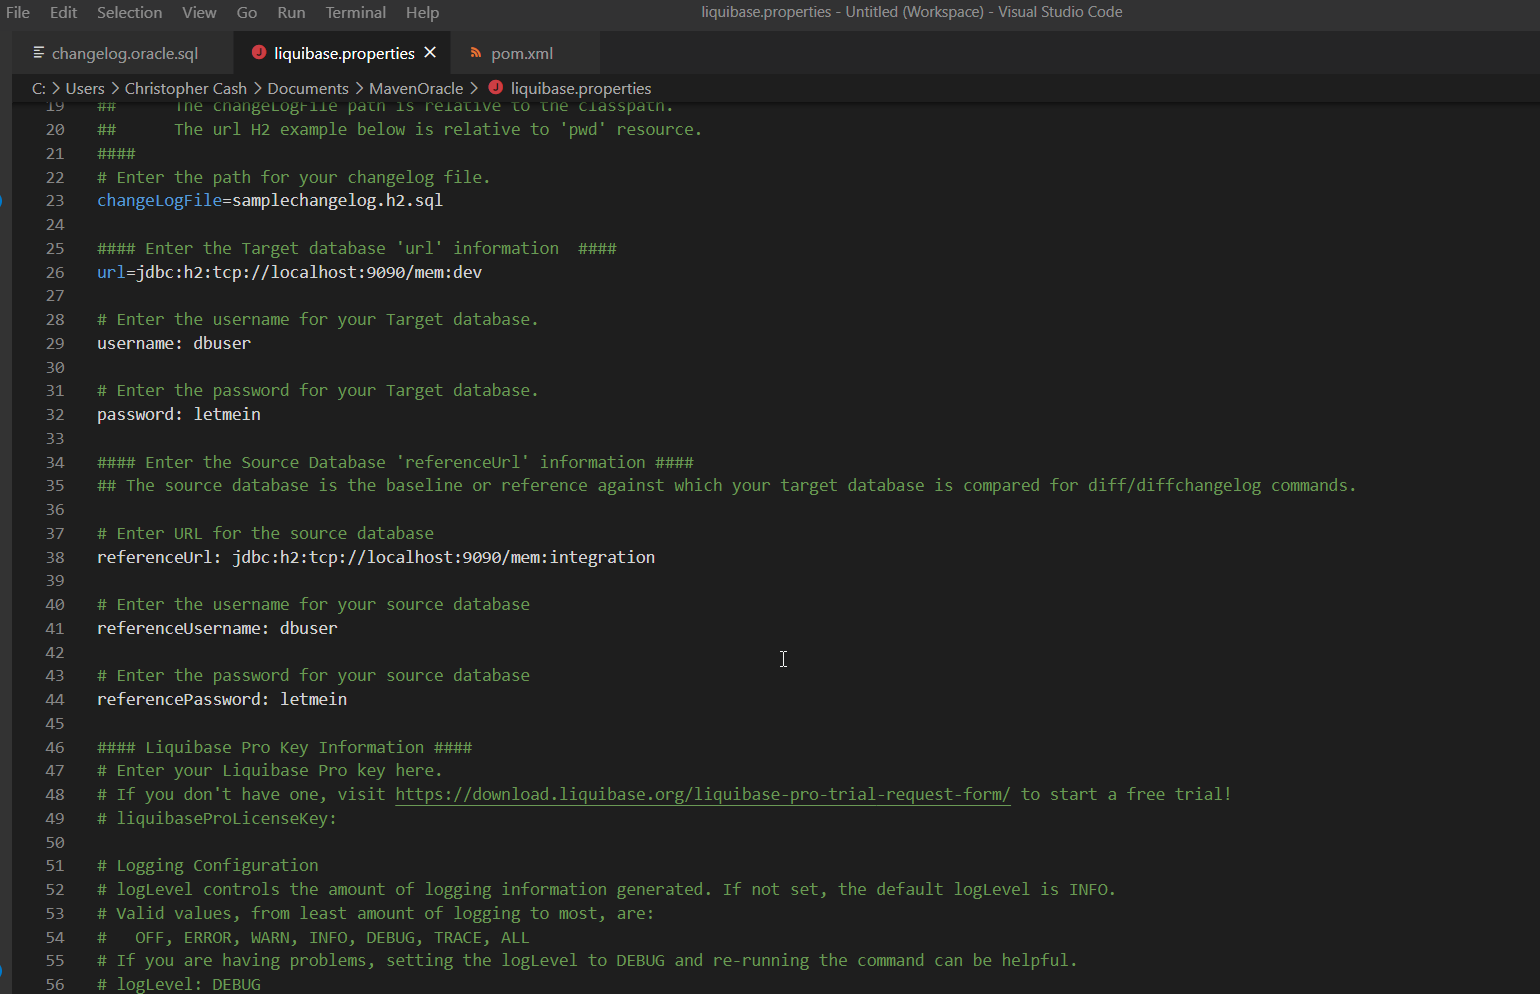 File Edit Selection View Go Run Terminal Help liquibase.properties - Untitled (Workspace) - Visual Studio Code
changelog.oracle.sql liquibase.properties pom.xml
C: > Users > Christopher Cash > Documents > MavenOracle > liquibase.properties
19 ##      The changeLogFile path is relative to the classpath.
20 ##      The url H2 example below is relative to 'pwd' resource.
21 ####
22 # Enter the path for your changelog file.
23 changeLogFile=samplechangelog.h2.sql
24
25 #### Enter the Target database 'url' information  ####
26 url=jdbc:h2:tcp://localhost:9090/mem:dev
27
28 # Enter the username for your Target database.
29 username: dbuser
30
31 # Enter the password for your Target database.
32 password: letmein
33
34 #### Enter the Source Database 'referenceUrl' information ####
35 ## The source database is the baseline or reference against which your target database is compared for diff/diffchangelog commands.
36
37 # Enter URL for the source database
38 referenceUrl: jdbc:h2:tcp://localhost:9090/mem:integration
39
40 # Enter the username for your source database
41 referenceUsername: dbuser
42
43 # Enter the password for your source database
44 referencePassword: letmein
45
46 #### Liquibase Pro Key Information ####
47 # Enter your Liquibase Pro key here.
48 # If you don't have one, visit https://download.liquibase.org/liquibase-pro-trial-request-form/ to start a free trial!
49 # liquibaseProLicenseKey:
50
51 # Logging Configuration
52 # logLevel controls the amount of logging information generated. If not set, the default logLevel is INFO.
53 # Valid values, from least amount of logging to most, are:
54 #   OFF, ERROR, WARN, INFO, DEBUG, TRACE, ALL
55 # If you are having problems, setting the logLevel to DEBUG and re-running the command can be helpful.
56 # logLevel: DEBUG